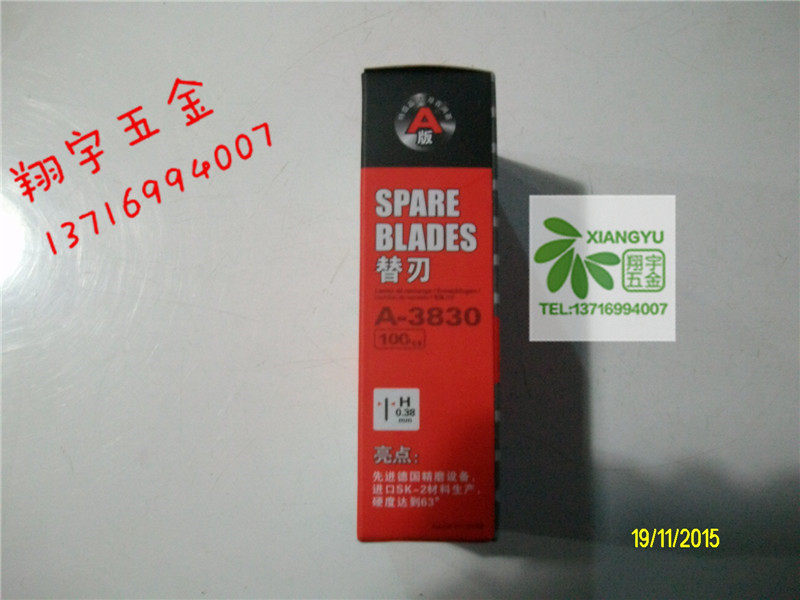 翔宇五金
13716994007
A
版
SPARE
BLADES
替刃
A-3830
100
H
0.38
mm
亮点:
先进德国精磨设备,
进口SK-2材料生产,
硬度达到63°
XIANGYU
翔宇
五金
TEL:13716994007
19/11/2015